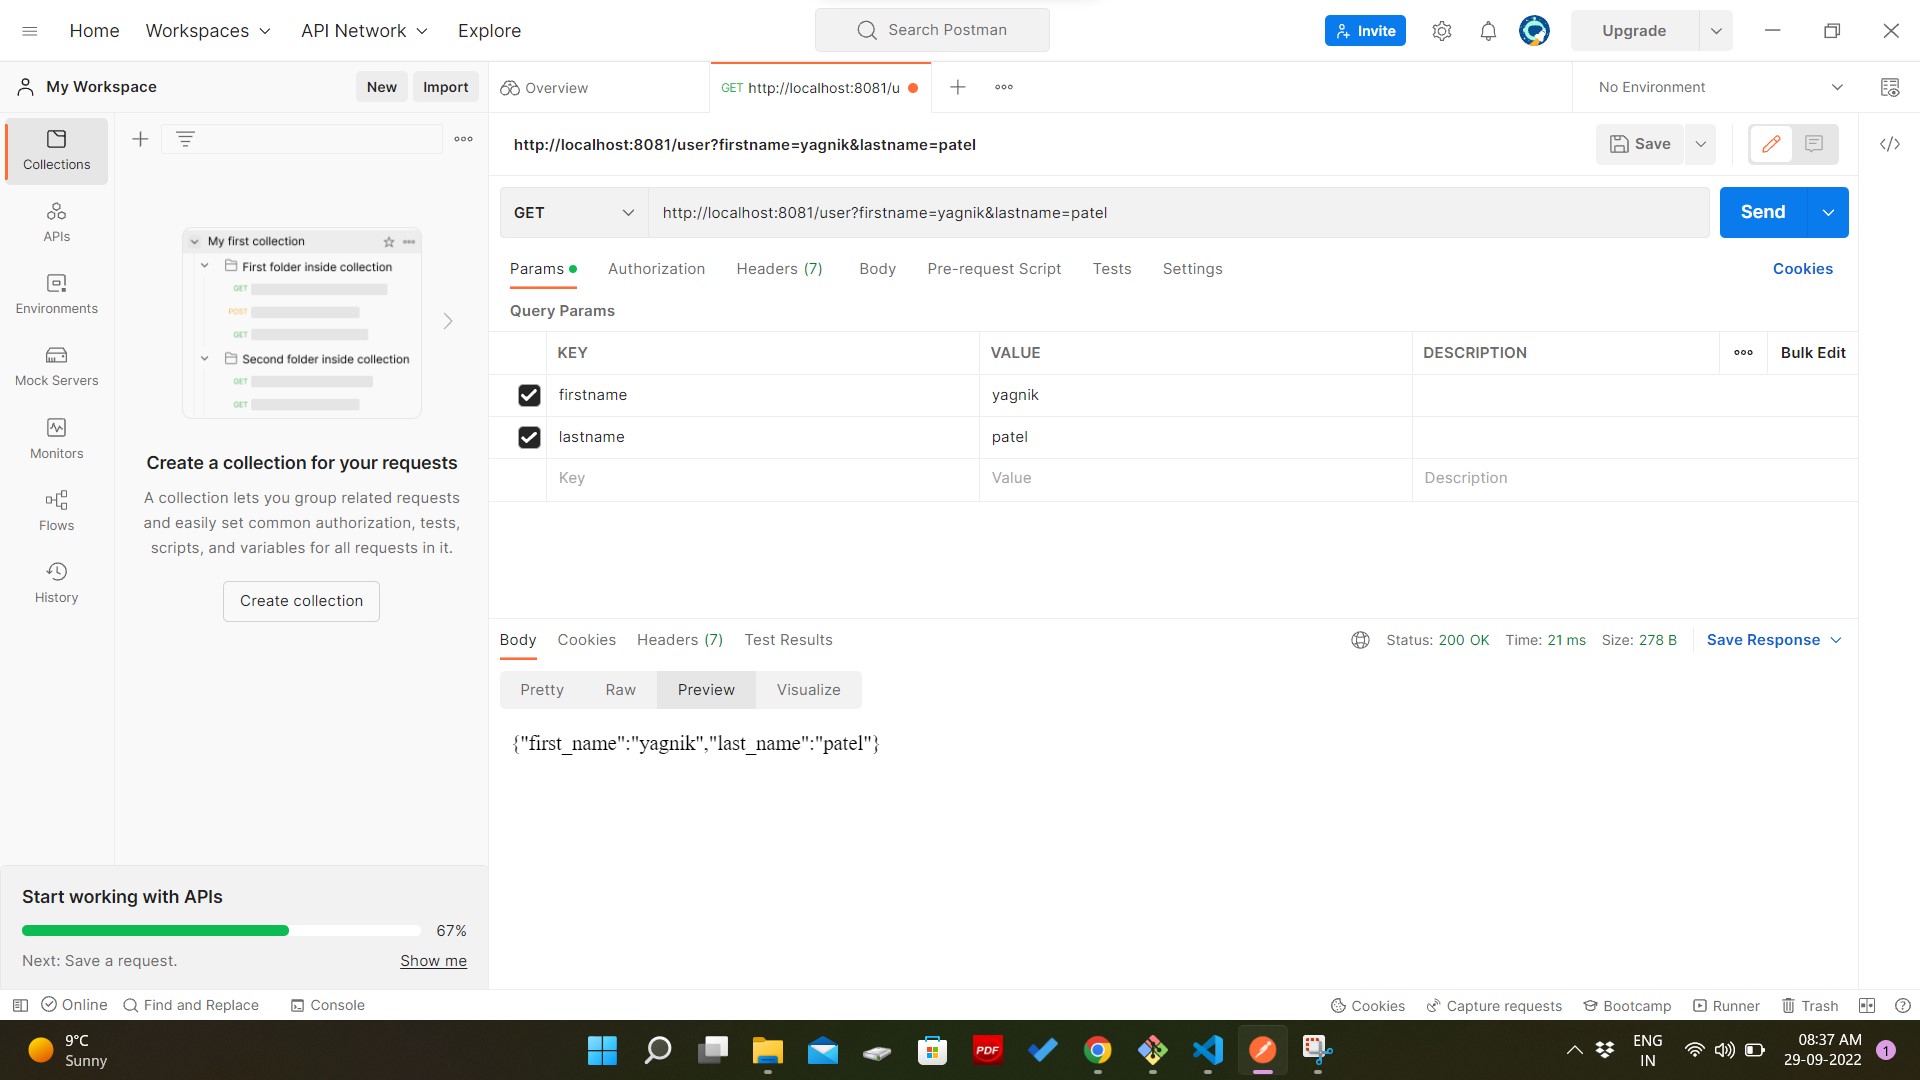 Home
Workspaces
API Network
Explore
Search Postman
Invite
Upgrade
My Workspace
New
Import
Overview
GET http://localhost:8081/u
No Environment
Collections
APIs
Environments
Mock Servers
Monitors
Flows
History
My first collection
First folder inside collection
GET
POST
GET
Second folder inside collection
GET
GET
Create a collection for your requests
A collection lets you group related requests
and easily set common authorization, tests,
scripts, and variables for all requests in it.
Create collection
Start working with APIs
67%
Next: Save a request.
Show me
http://localhost:8081/user?firstname=yagnik&lastname=patel
Save
GET
http://localhost:8081/user?firstname=yagnik&lastname=patel
Send
Params
Authorization
Headers (7)
Body
Pre-request Script
Tests
Settings
Cookies
Query Params
KEY
VALUE
DESCRIPTION
Bulk Edit
firstname
yagnik
lastname
patel
Key
Value
Description
Body
Cookies
Headers (7)
Test Results
Status: 200 OK
Time: 21 ms
Size: 278 B
Save Response
Pretty
Raw
Preview
Visualize
{"first_name":"yagnik","last_name":"patel"}
Online
Find and Replace
Console
Cookies
Capture requests
Bootcamp
Runner
Trash
9°C
Sunny
PDF
ENG
IN
08:37 AM
29-09-2022
1